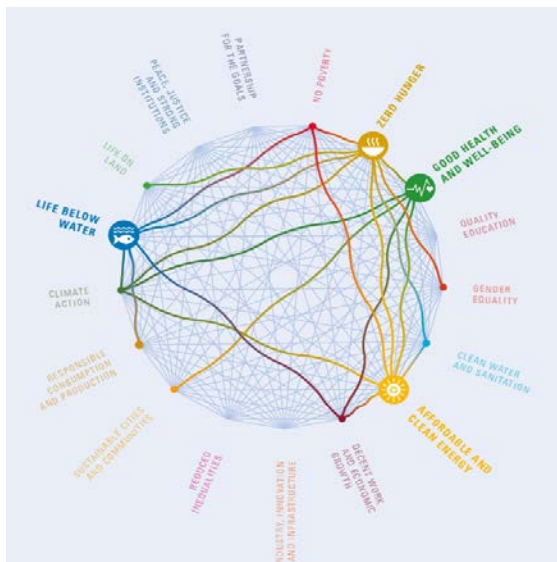 NO POVERTY
ZERO HUNGER
GOOD HEALTH
AND WELL-BEING
QUALITY
EDUCATION
GENDER
EQUALITY
CLEAN WATER
AND SANITATION
AFFORDABLE AND
CLEAN ENERGY
DECENT WORK
AND ECONOMIC
GROWTH
INDUSTRY, INNOVATION
AND INFRASTRUCTURE
REDUCED
INEQUALITIES
SUSTAINABLE CITIES
AND COMMUNITIES
RESPONSIBLE
CONSUMPTION
AND PRODUCTION
CLIMATE
ACTION
LIFE BELOW
WATER
LIFE ON
LAND
PEACE, JUSTICE
AND STRONG
INSTITUTIONS
PARTNERSHIP
FOR THE GOALS